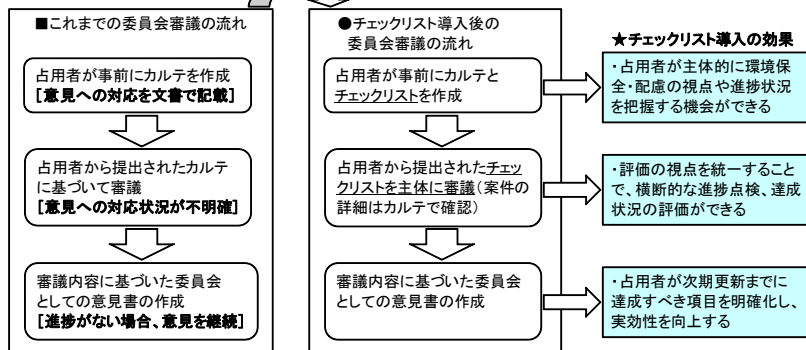 ■これまでの委員会審議の流れ
占用者が事前にカルテを作成
[意見への対応を文書で記載]
占用者から提出されたカルテ
に基づいて審議
[意見への対応状況が不明確]
審議内容に基づいた委員会
としての意見書の作成
[進捗がない場合、意見を継続]
●チェックリスト導入後の
委員会審議の流れ
占用者が事前にカルテと
チェックリストを作成
占用者から提出されたチェッ
クリストを主体に審議(案件の
詳細はカルテで確認)
審議内容に基づいた委員会
としての意見書の作成
★チェックリスト導入の効果
・占用者が主体的に環境保
全・配慮の視点や進捗状況
を把握する機会ができる
・評価の視点を統一すること
で、横断的な進捗点検、達成
状況の評価ができる
・占用者が次期更新までに
達成すべき項目を明確化し、
実効性を向上する